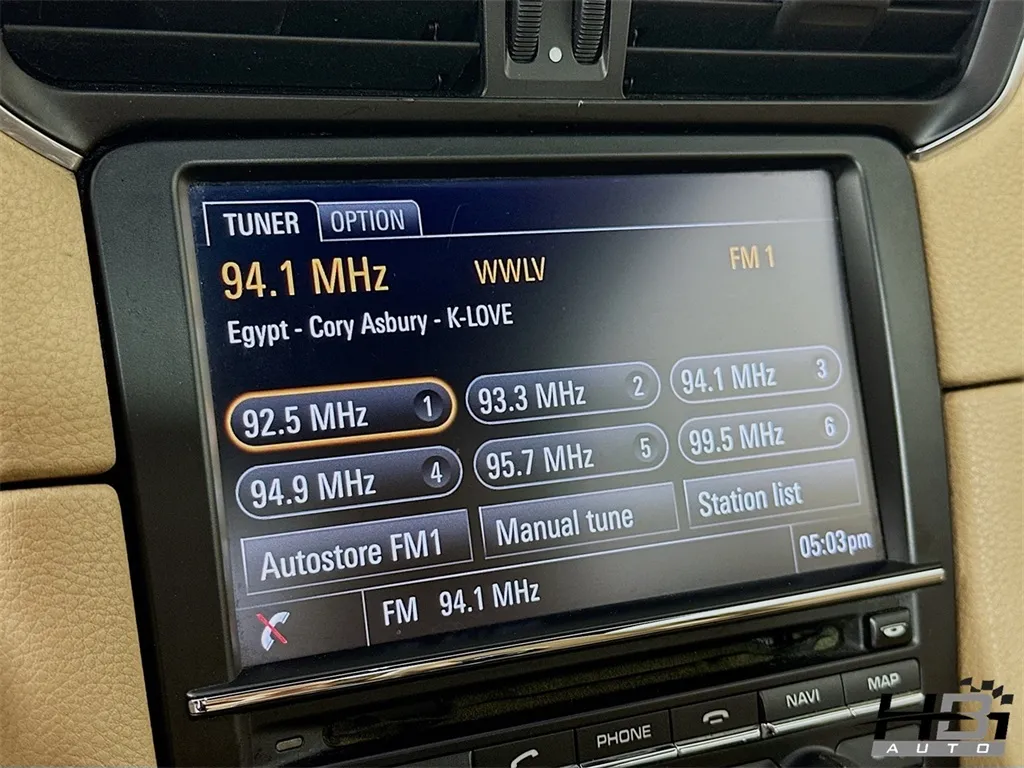 TUNER OPTION
94.1 MHz WWLV FM 1
Egypt - Cory Asbury - K-LOVE
92.5 MHz 1 93.3 MHz 2 94.1 MHz 3
94.9 MHz 4 95.7 MHz 5 99.5 MHz 6
Autostore FM1 Manual tune Station list
FM 94.1 MHz 05:03pm
PHONE NAVI MAP
HBI
AUTO